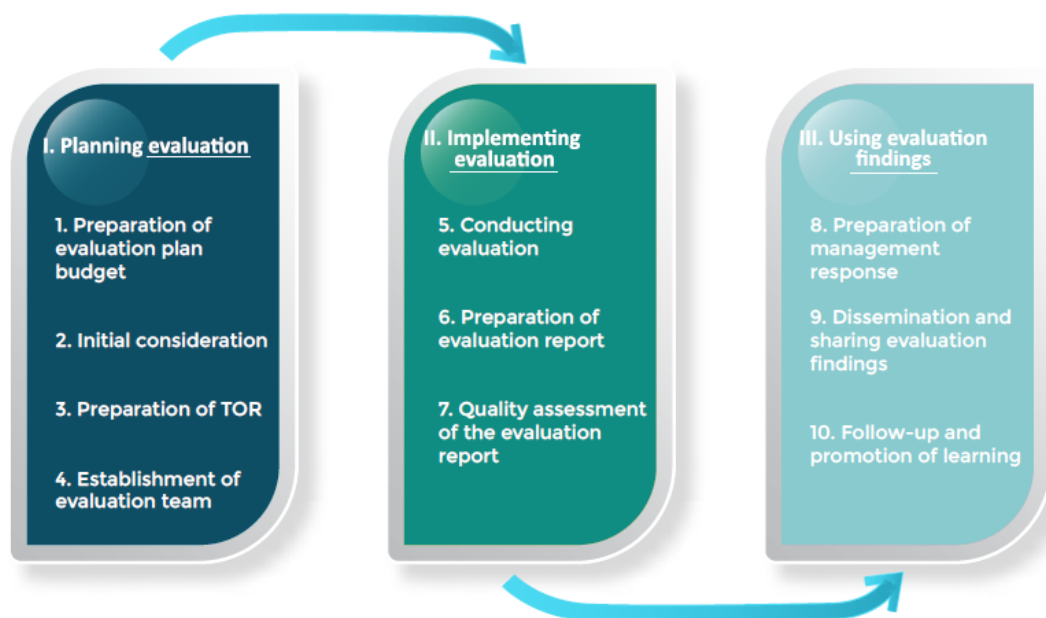 I. Planning evaluation
1. Preparation of
evaluation plan
budget
2. Initial consideration
3. Preparation of TOR
4. Establishment of
evaluation team
II. Implementing
evaluation
5. Conducting
evaluation
6. Preparation of
evaluation report
7. Quality assessment
of the evaluation
report
III. Using evaluation
findings
8. Preparation of
management
response
9. Dissemination and
sharing evaluation
findings
10. Follow-up and
promotion of learning